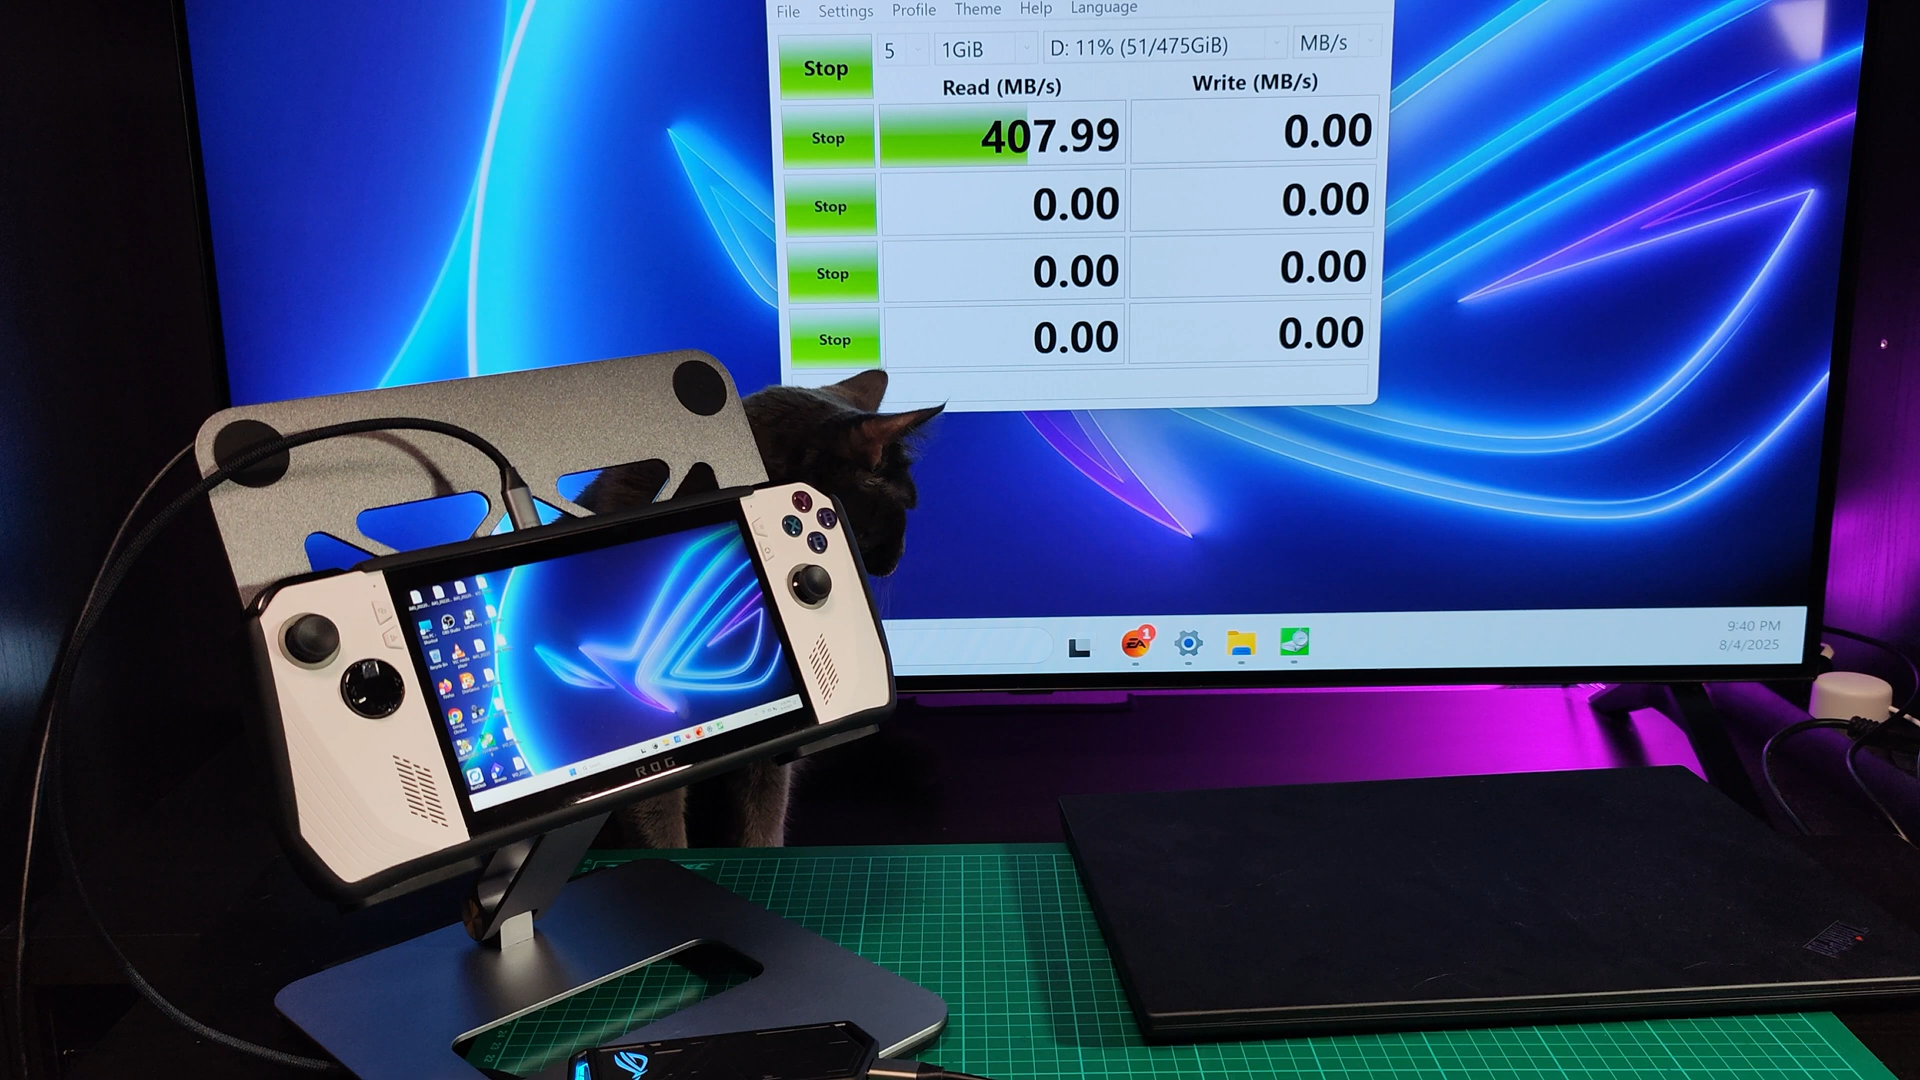 File Settings Profile Theme Help Language
Stop 5 1GiB D: 11% (51/475GiB) MB/s
Read (MB/s) Write (MB/s)
Stop 407.99 0.00
Stop 0.00 0.00
Stop 0.00 0.00
Stop 0.00 0.00
EA 1
9:40 PM
8/4/2025
Y
X B
A
ROG